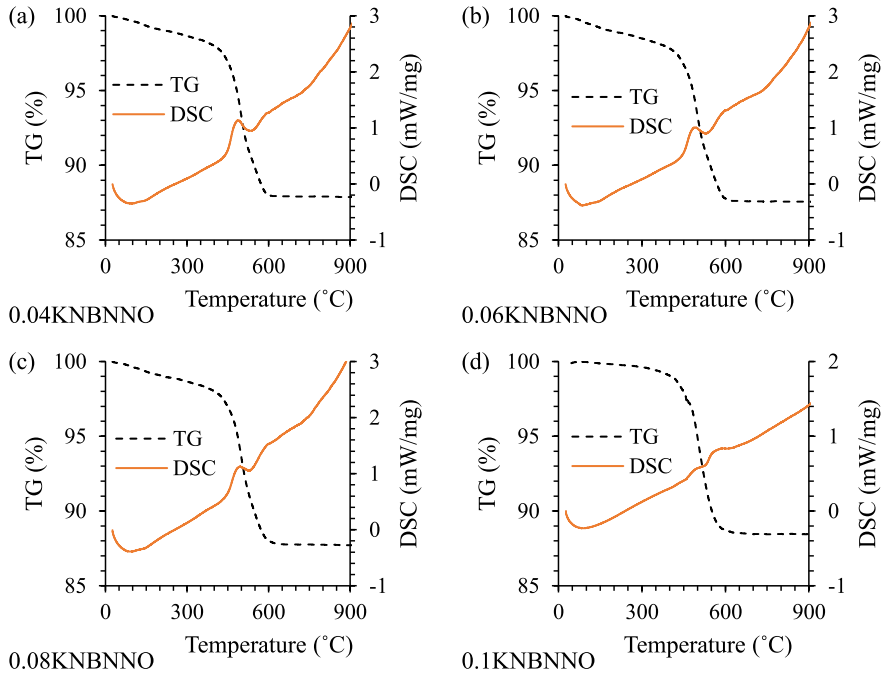 (a)
100
95
90
85
TG (%)
TG
DSC
3
2
1
0
-1
DSC (mW/mg)
0 300 600 900
Temperature (˚C)
0.04KNBNNO
(b)
100
95
90
85
TG (%)
TG
DSC
3
2
1
0
-1
DSC (mW/mg)
0 300 600 900
Temperature (˚C)
0.06KNBNNO
(c)
100
95
90
85
TG (%)
TG
DSC
3
2
1
0
-1
DSC (mW/mg)
0 300 600 900
Temperature (˚C)
0.08KNBNNO
(d)
100
95
90
85
TG (%)
TG
DSC
2
1
0
-1
DSC (mW/mg)
0 300 600 900
Temperature (˚C)
0.1KNBNNO